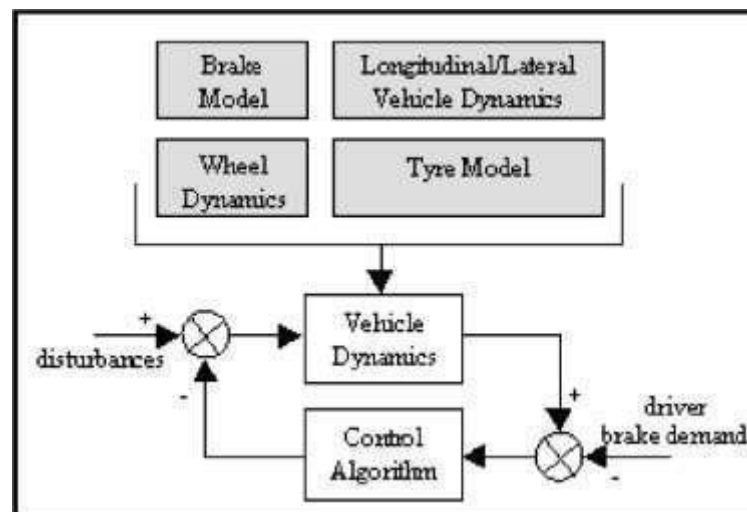 Brake
Model
Longitudinal/Lateral
Vehicle Dynamics
Wheel
Dynamics
Tyre Model
+
disturbances
-
Vehicle
Dynamics
+
driver
brake demand
-
Control
Algorithm